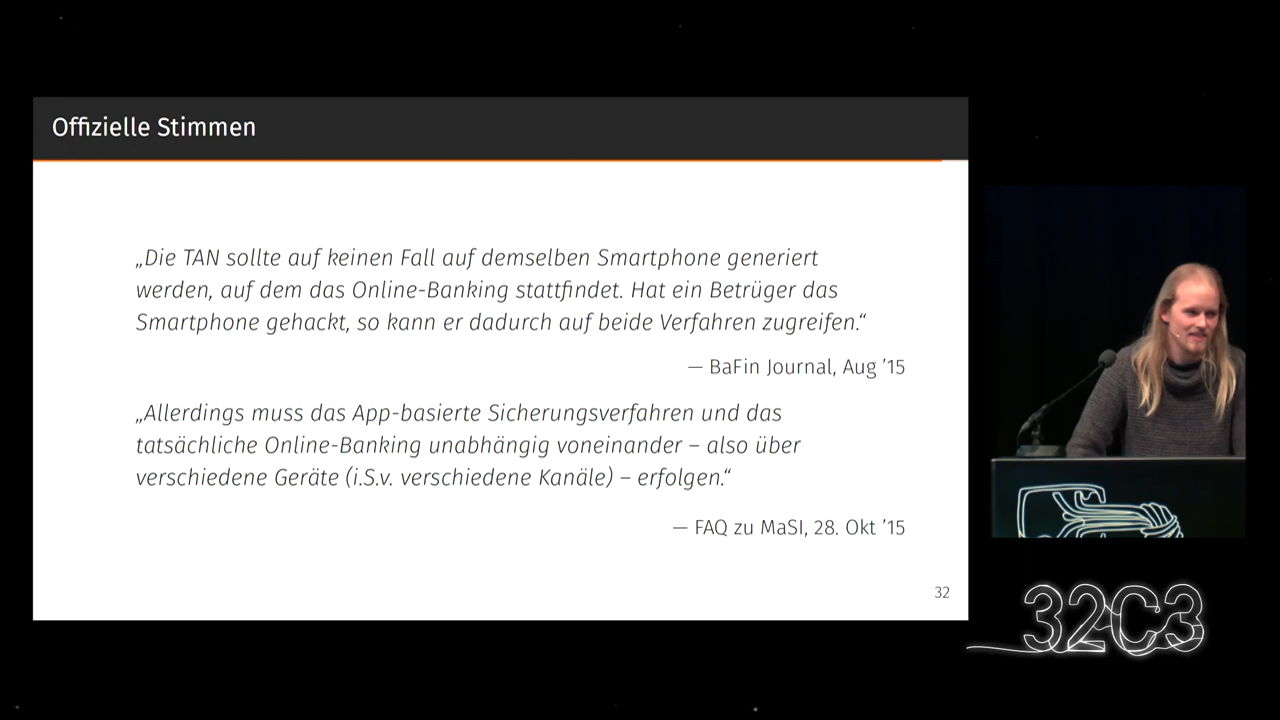 Offizielle Stimmen
„Die TAN sollte auf keinen Fall auf demselben Smartphone generiert
werden, auf dem das Online-Banking stattfindet. Hat ein Betrüger das
Smartphone gehackt, so kann er dadurch auf beide Verfahren zugreifen.“
— BaFin Journal, Aug ’15
„Allerdings muss das App-basierte Sicherungsverfahren und das
tatsächliche Online-Banking unabhängig voneinander – also über
verschiedene Geräte (i.S.v. verschiedene Kanäle) – erfolgen.“
— FAQ zu MaSI, 28. Okt ’15
32
32C3